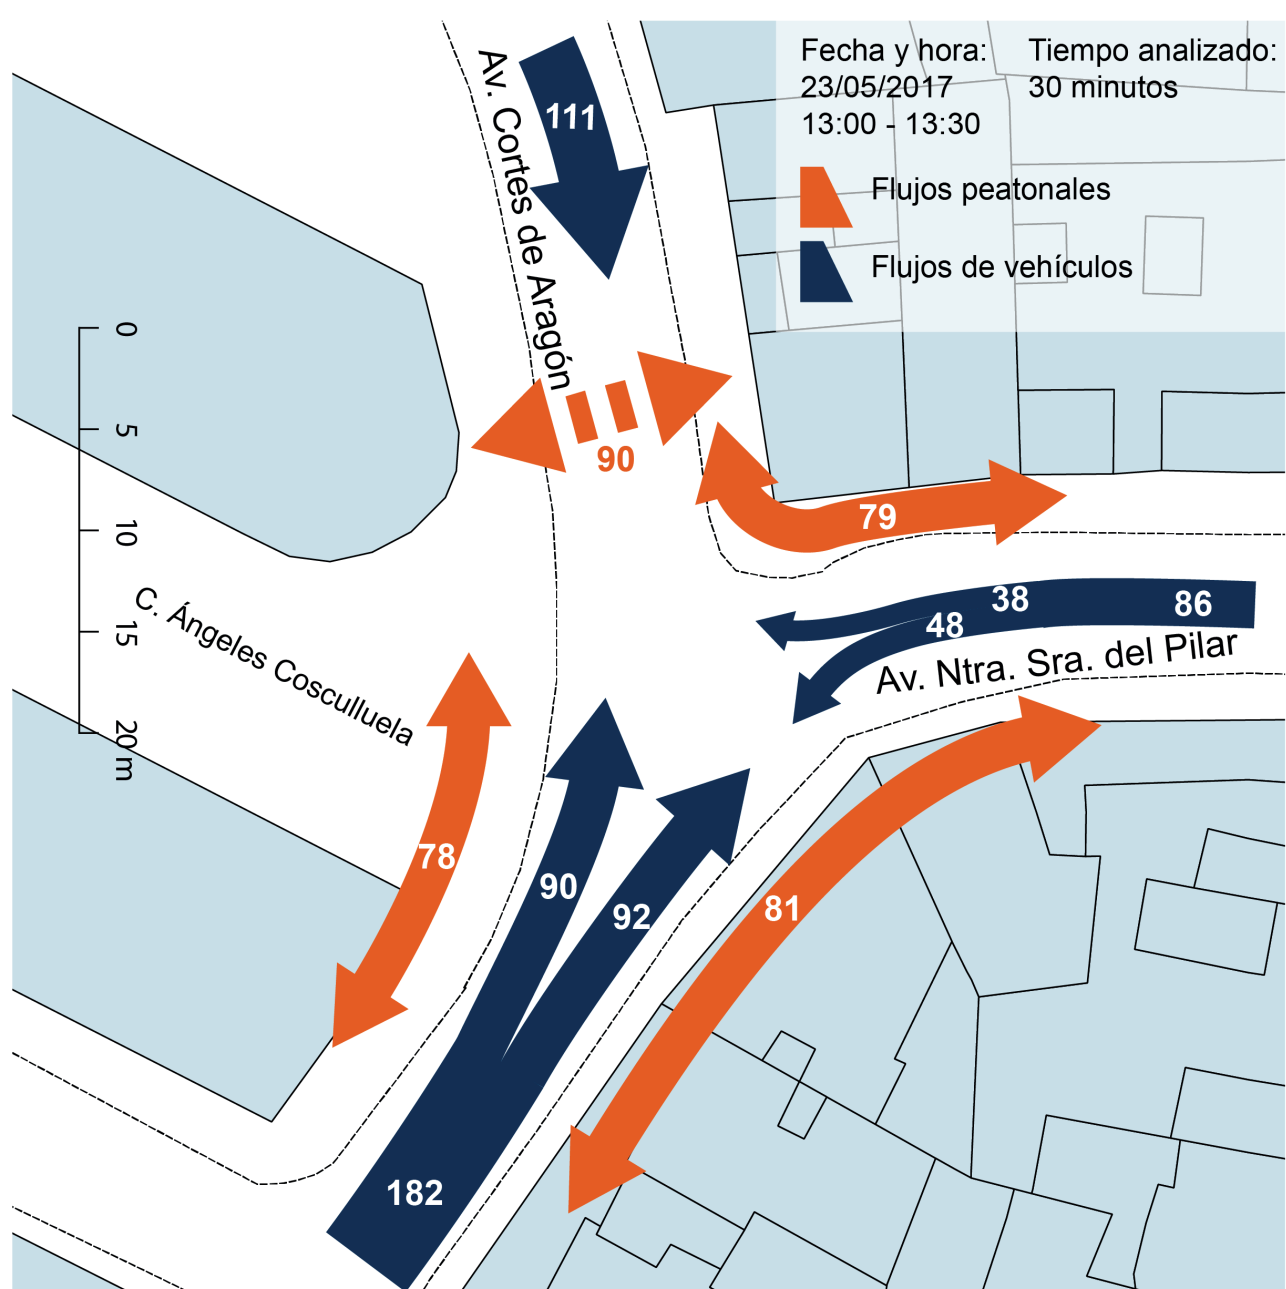 Fecha y hora:
23/05/2017
13:00 - 13:30
Tiempo analizado:
30 minutos
Flujos peatonales
Flujos de vehículos
Av. Cortes de Aragón
111
90
79
38
86
48
Av. Ntra. Sra. del Pilar
0
5
10
15
20 m
C. Ángeles Cosculluela
78
90
92
81
182